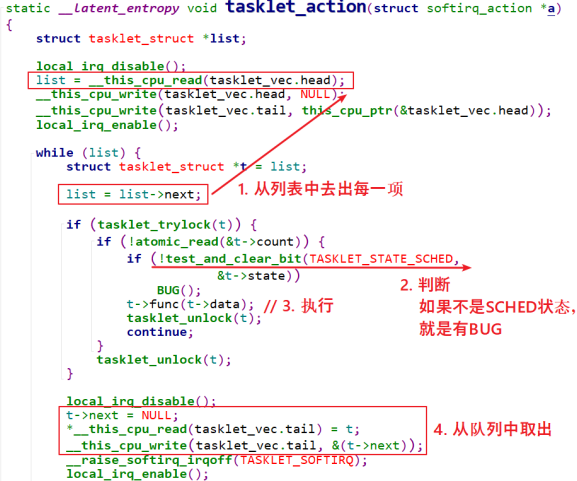 static __latent_entropy void tasklet_action(struct softirq_action *a)
{
struct tasklet_struct *list;
local_irq_disable();
list = __this_cpu_read(tasklet_vec.head);
__this_cpu_write(tasklet_vec.head, NULL);
__this_cpu_write(tasklet_vec.tail, this_cpu_ptr(&tasklet_vec.head));
local_irq_enable();
while (list) {
struct tasklet_struct *t = list;
list = list->next;
1. 从列表中去出每一项
if (tasklet_trylock(t)) {
if (!atomic_read(&t->count)) {
if (!test_and_clear_bit(TASKLET_STATE_SCHED,
&t->state))
BUG();
2. 判断
如果不是SCHED状态，
就是有BUG
t->func(t->data); // 3. 执行
tasklet_unlock(t);
continue;
}
tasklet_unlock(t);
}
local_irq_disable();
t->next = NULL;
*__this_cpu_read(tasklet_vec.tail) = t;
__this_cpu_write(tasklet_vec.tail, &(t->next));
4. 从队列中取出
__raise_softirq_irqoff(TASKLET_SOFTIRQ);
local_irq_enable();